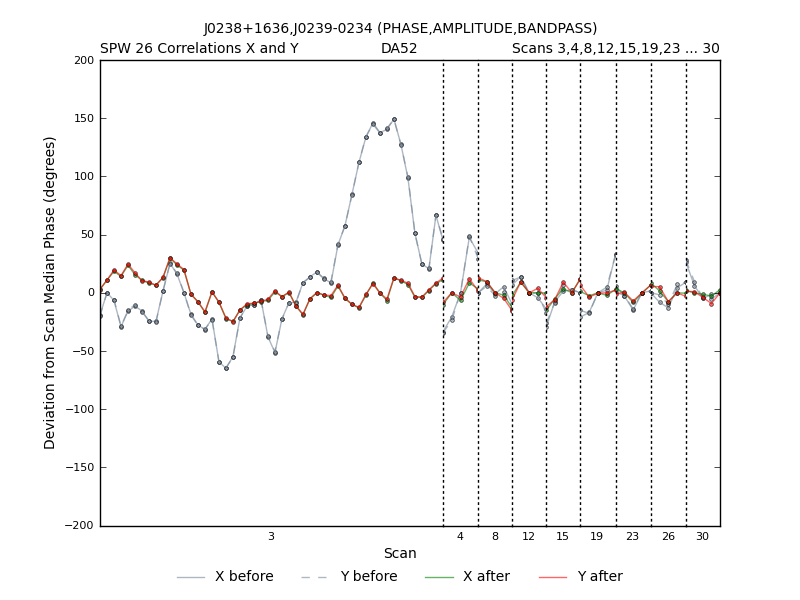 J0238+1636,J0239-0234 (PHASE,AMPLITUDE,BANDPASS)
SPW 26 Correlations X and Y DA52 Scans 3,4,8,12,15,19,23 ... 30
200
150
100
50
0
−50
−100
−150
−200
Deviation from Scan Median Phase (degrees)
3 4 8 12 15 19 23 26 30
Scan
X before Y before X after Y after